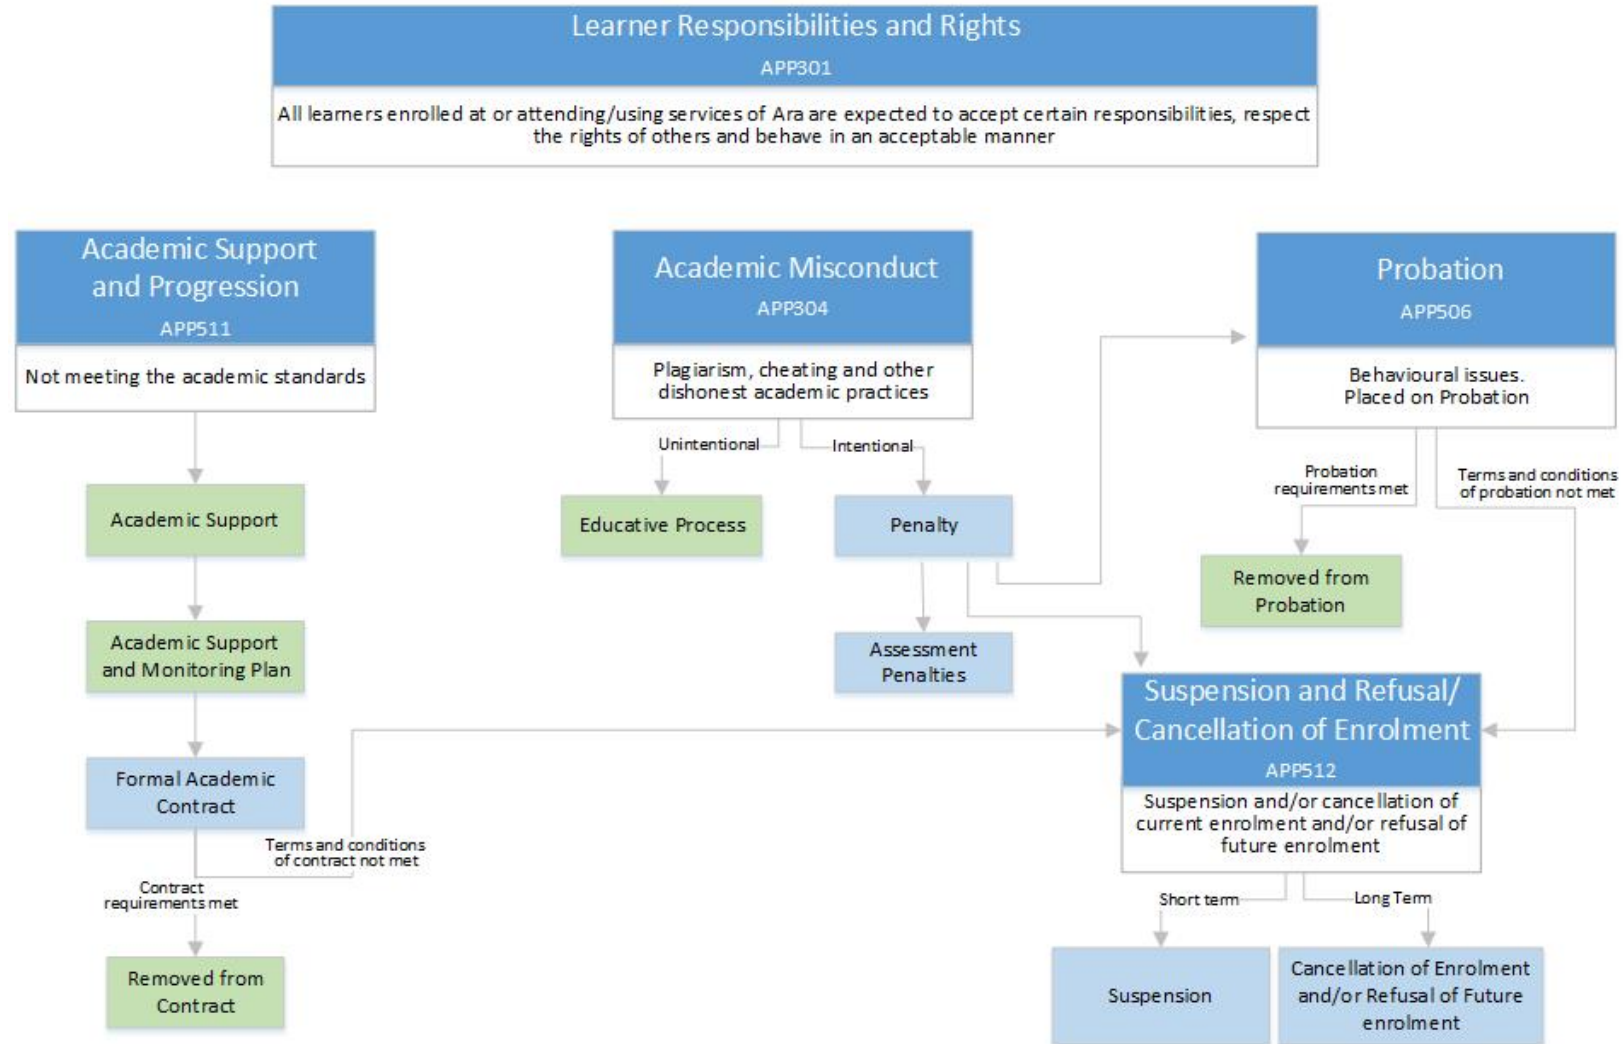 Learner Responsibilities and Rights
APP301
All learners enrolled at or attending/using services of Ara are expected to accept certain responsibilities, respect
the rights of others and behave in an acceptable manner
Academic Support
and Progression
APP511
Not meeting the academic standards
Academic Support
Academic Support
and Monitoring Plan
Formal Academic
Contract
Terms and conditions
of contract not met
Contract
requirements met
Removed from
Contract
Academic Misconduct
APP304
Plagiarism, cheating and other
dishonest academic practices
Unintentional
Intentional
Educative Process
Penalty
Assessment
Penalties
Probation
APP506
Behavioural issues.
Placed on Probation
Probation
requirements met
Terms and conditions
of probation not met
Removed from
Probation
Suspension and Refusal/
Cancellation of Enrolment
APP512
Suspension and/or cancellation of
current enrolment and/or refusal of
future enrolment
Short term
Long Term
Suspension
Cancellation of Enrolment
and/or Refusal of Future
enrolment